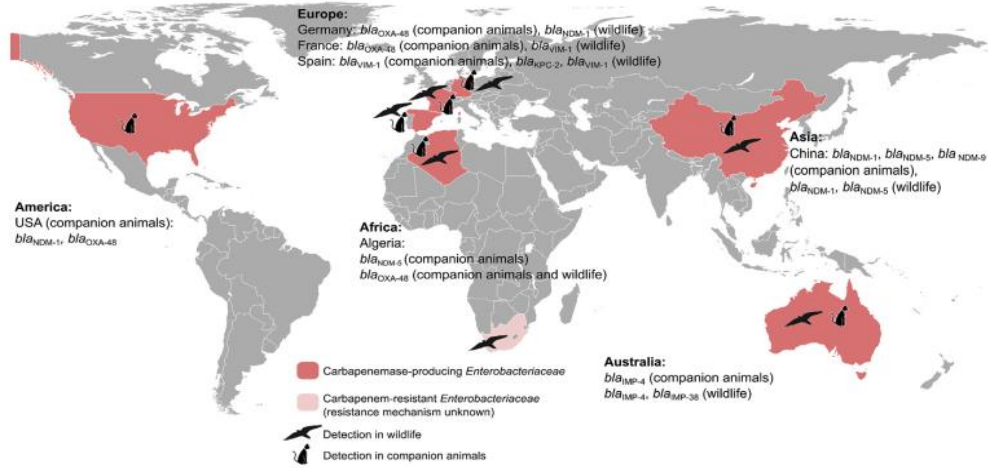 Europe:
Germany: blaOXA-48 (companion animals), blaNDM-1 (wildlife)
France: blaOXA-48 (companion animals), blaVIM-1 (wildlife)
Spain: blaVIM-1 (companion animals), blaKPC-2, blaVIM-1 (wildlife)
Asia:
China: blaNDM-1, blaNDM-5, bla NDM-9
(companion animals),
blaNDM-1, blaNDM-5 (wildlife)
America:
USA (companion animals):
blaNDM-1, blaOXA-48
Africa:
Algeria:
blaNDM-5 (companion animals)
blaOXA-48 (companion animals and wildlife)
Australia:
blaIMP-4 (companion animals)
blaIMP-4, blaIMP-38 (wildlife)
Carbapenemase-producing Enterobacteriaceae
Carbapenem-resistant Enterobacteriaceae
(resistance mechanism unknown)
Detection in wildlife
Detection in companion animals